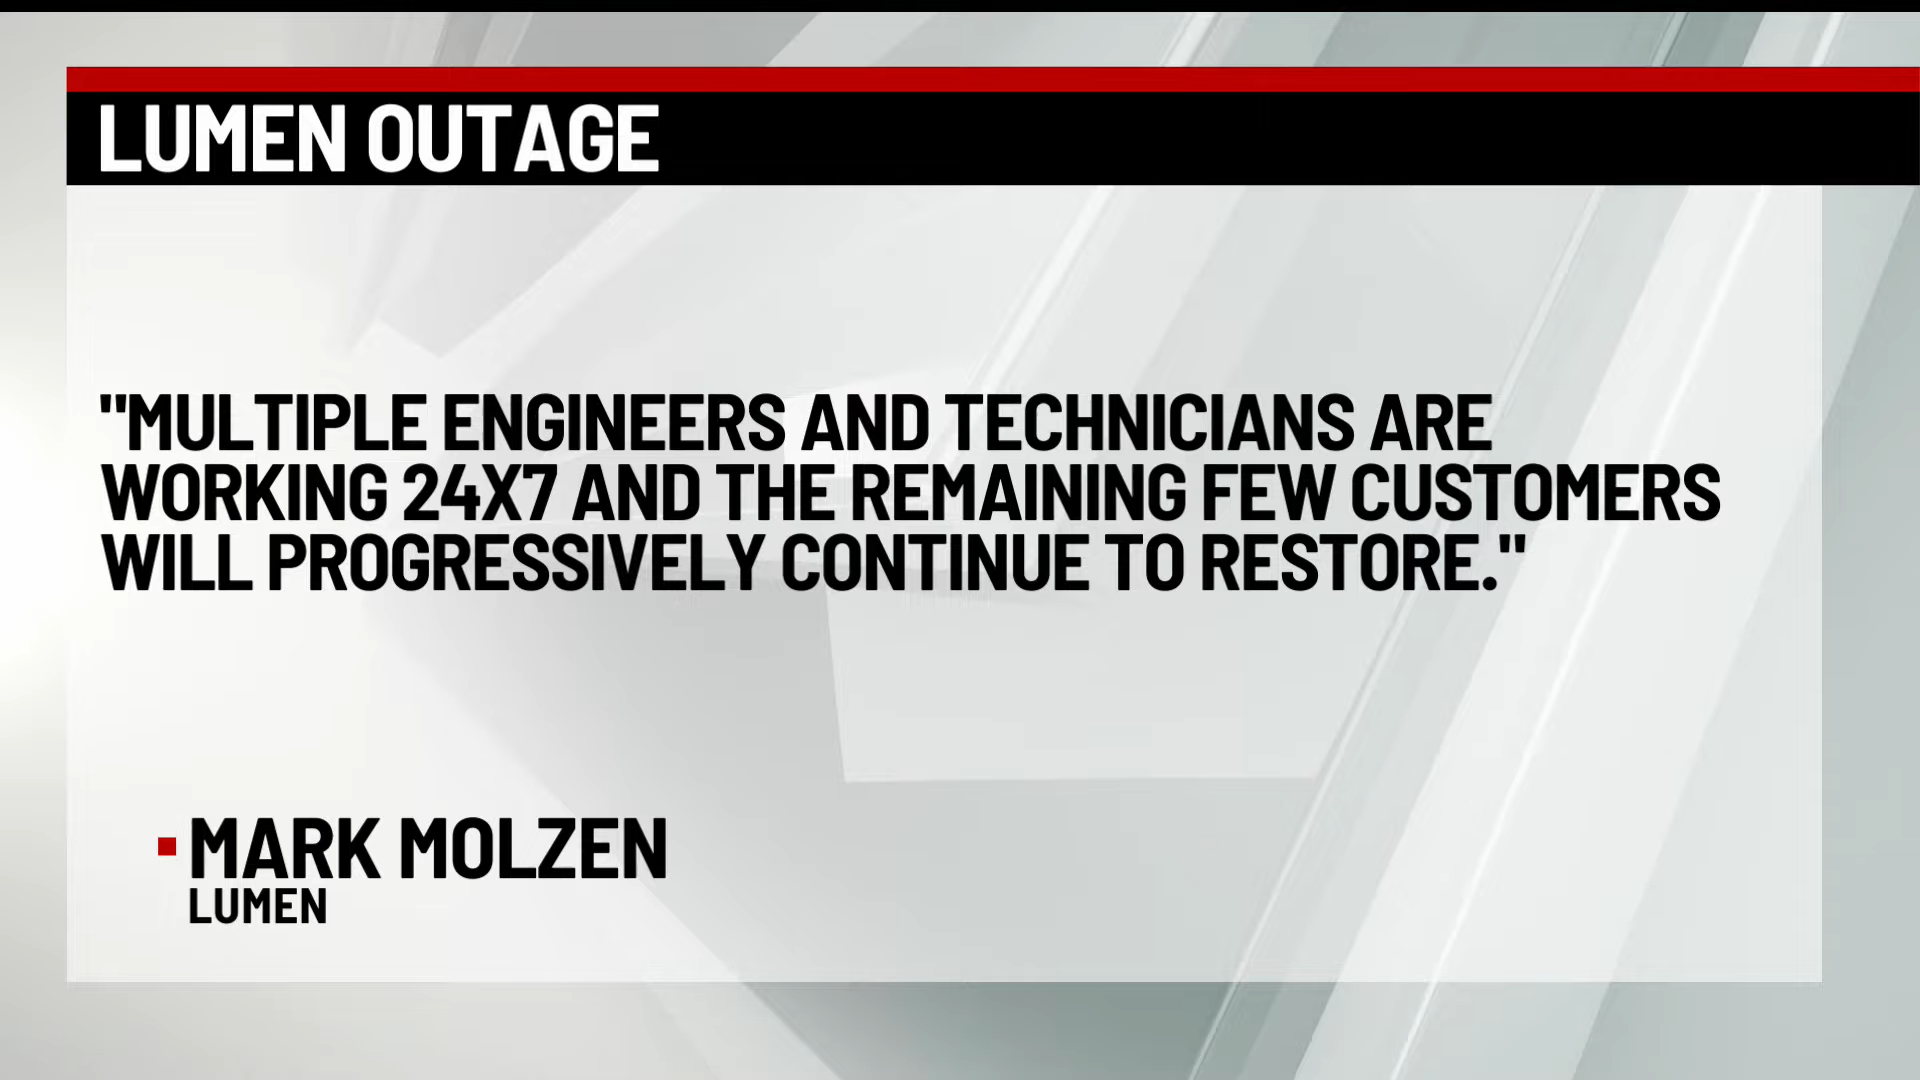 LUMEN OUTAGE
"MULTIPLE ENGINEERS AND TECHNICIANS ARE
WORKING 24X7 AND THE REMAINING FEW CUSTOMERS
WILL PROGRESSIVELY CONTINUE TO RESTORE."
MARK MOLZEN
LUMEN